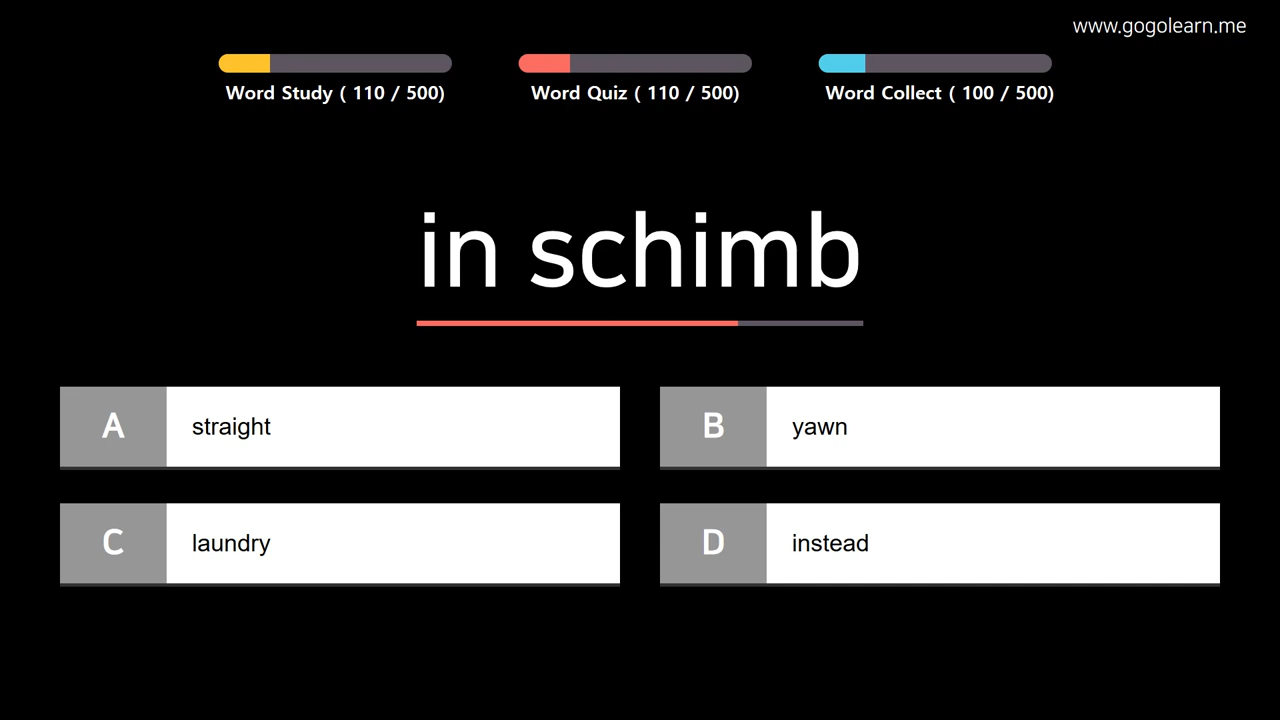 www.gogolearn.me
Word Study ( 110 / 500)
Word Quiz ( 110 / 500)
Word Collect ( 100 / 500)
in schimb
A straight
B yawn
C laundry
D instead